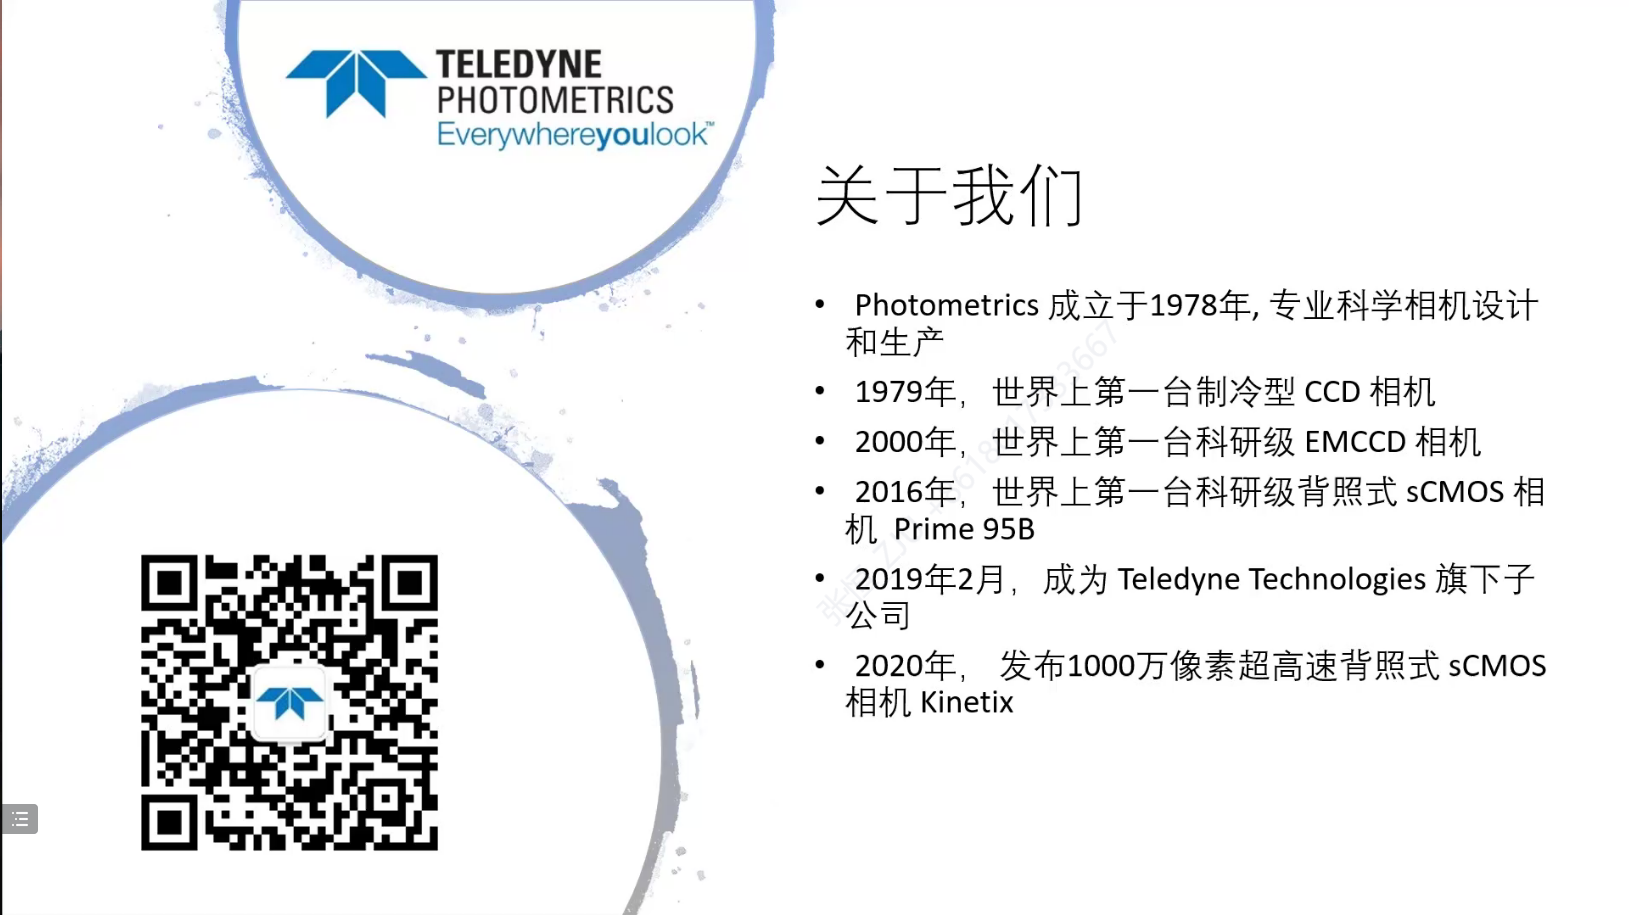 TELEDYNE
PHOTOMETRICS
Everywhereyoulook™
关于我们
• Photometrics 成立于1978年, 专业科学相机设计
和生产
• 1979年，世界上第一台制冷型 CCD 相机
• 2000年，世界上第一台科研级 EMCCD 相机
• 2016年，世界上第一台科研级背照式 sCMOS 相
机 Prime 95B
• 2019年2月，成为 Teledyne Technologies 旗下子
公司
• 2020年， 发布1000万像素超高速背照式 sCMOS
相机 Kinetix